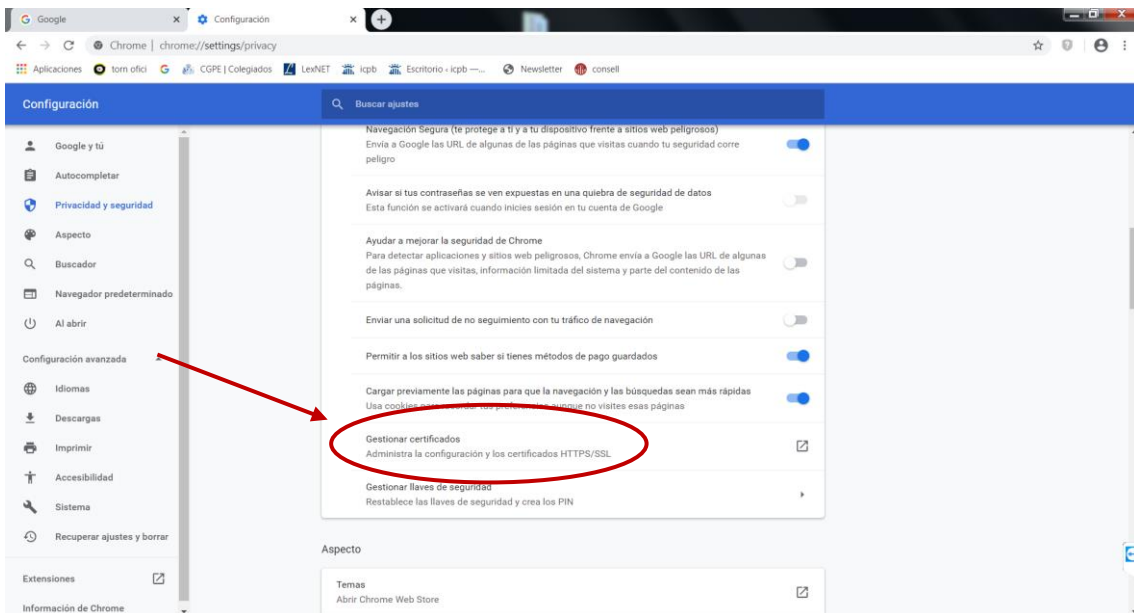 Google
Configuración
Chrome | chrome://settings/privacy
Aplicaciones torn ofici CGPE | Colegiados LexNET icpb Escritorio - icpb —... Newsletter consell
Configuración
Buscar ajustes
Google y tú
Autocompletar
Privacidad y seguridad
Aspecto
Buscador
Navegador predeterminado
Al abrir
Configuración avanzada
Idiomas
Descargas
Imprimir
Accesibilidad
Sistema
Recuperar ajustes y borrar
Extensiones
Información de Chrome
Navegación Segura (te protege a ti y a tu dispositivo frente a sitios web peligrosos)
Envía a Google las URL de algunas de las páginas que visitas cuando tu seguridad corre
peligro
Avisar si tus contraseñas se ven expuestas en una quiebra de seguridad de datos
Esta función se activará cuando inicies sesión en tu cuenta de Google
Ayudar a mejorar la seguridad de Chrome
Para detectar aplicaciones y sitios web peligrosos, Chrome envía a Google las URL de algunas
de las páginas que visitas, información limitada del sistema y parte del contenido de las
páginas.
Enviar una solicitud de no seguimiento con tu tráfico de navegación
Permitir a los sitios web saber si tienes métodos de pago guardados
Cargar previamente las páginas para que la navegación y las búsquedas sean más rápidas
Usa cookies para recordar tus preferencias aunque no visites esas páginas
Gestionar certificados
Administra la configuración y los certificados HTTPS/SSL
Gestionar llaves de seguridad
Restablece las llaves de seguridad y crea los PIN
Aspecto
Temas
Abrir Chrome Web Store